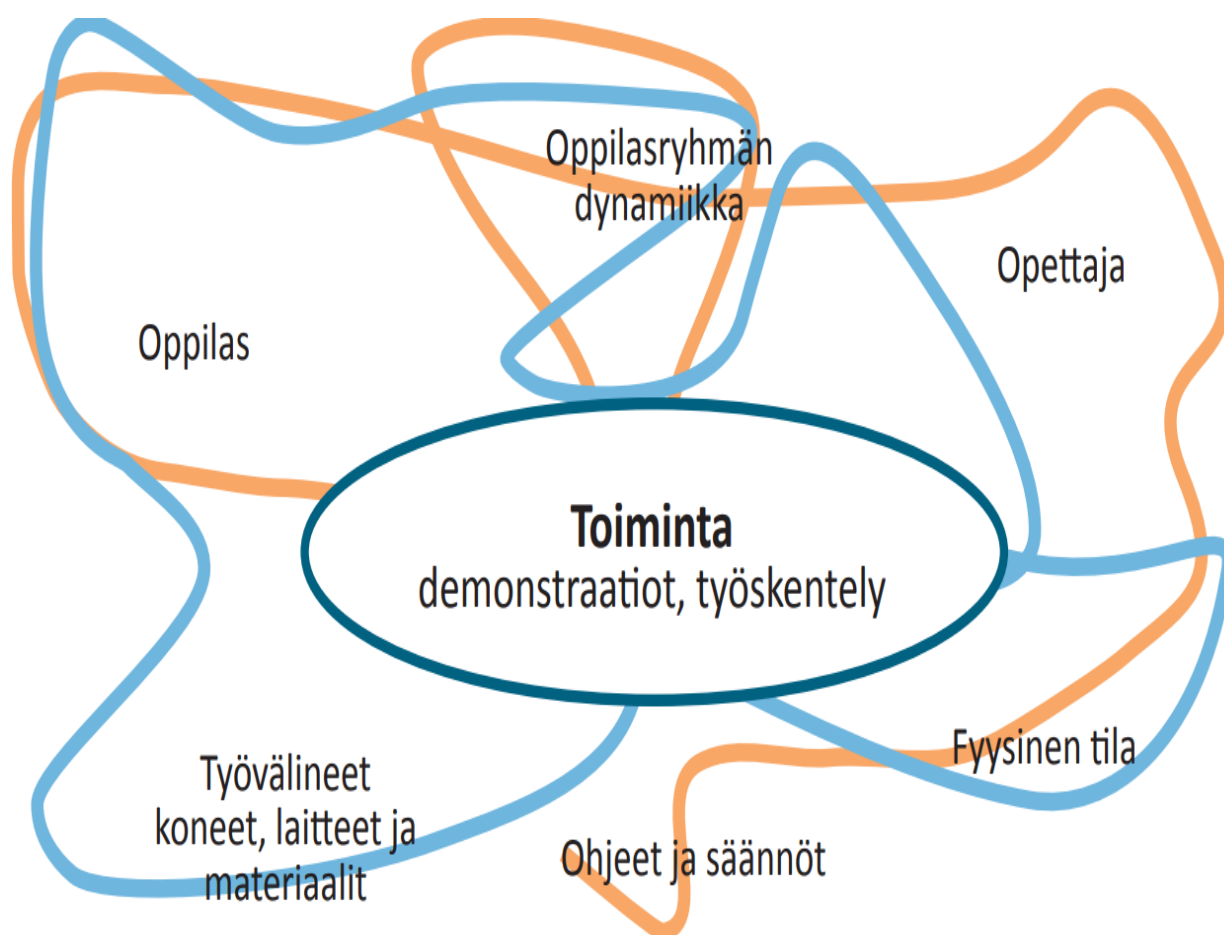 Oppilasryhmän
dynamiikka
Opettaja
Oppilas
Toiminta
demonstraatiot, työskentely
Fyysinen tila
Työvälineet
koneet, laitteet ja
materiaalit
Ohjeet ja säännöt